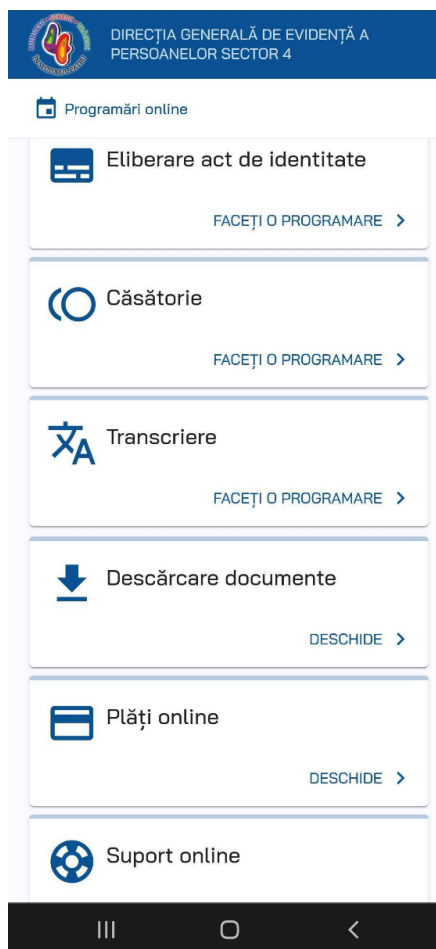 DIRECȚIA GENERALĂ DE EVIDENȚĂ A
PERSOANELOR SECTOR 4
Programări online
Eliberare act de identitate
FACEȚI O PROGRAMARE
Căsătorie
FACEȚI O PROGRAMARE
Transcriere
FACEȚI O PROGRAMARE
Descărcare documente
DESCHIDE
Plăți online
DESCHIDE
Suport online